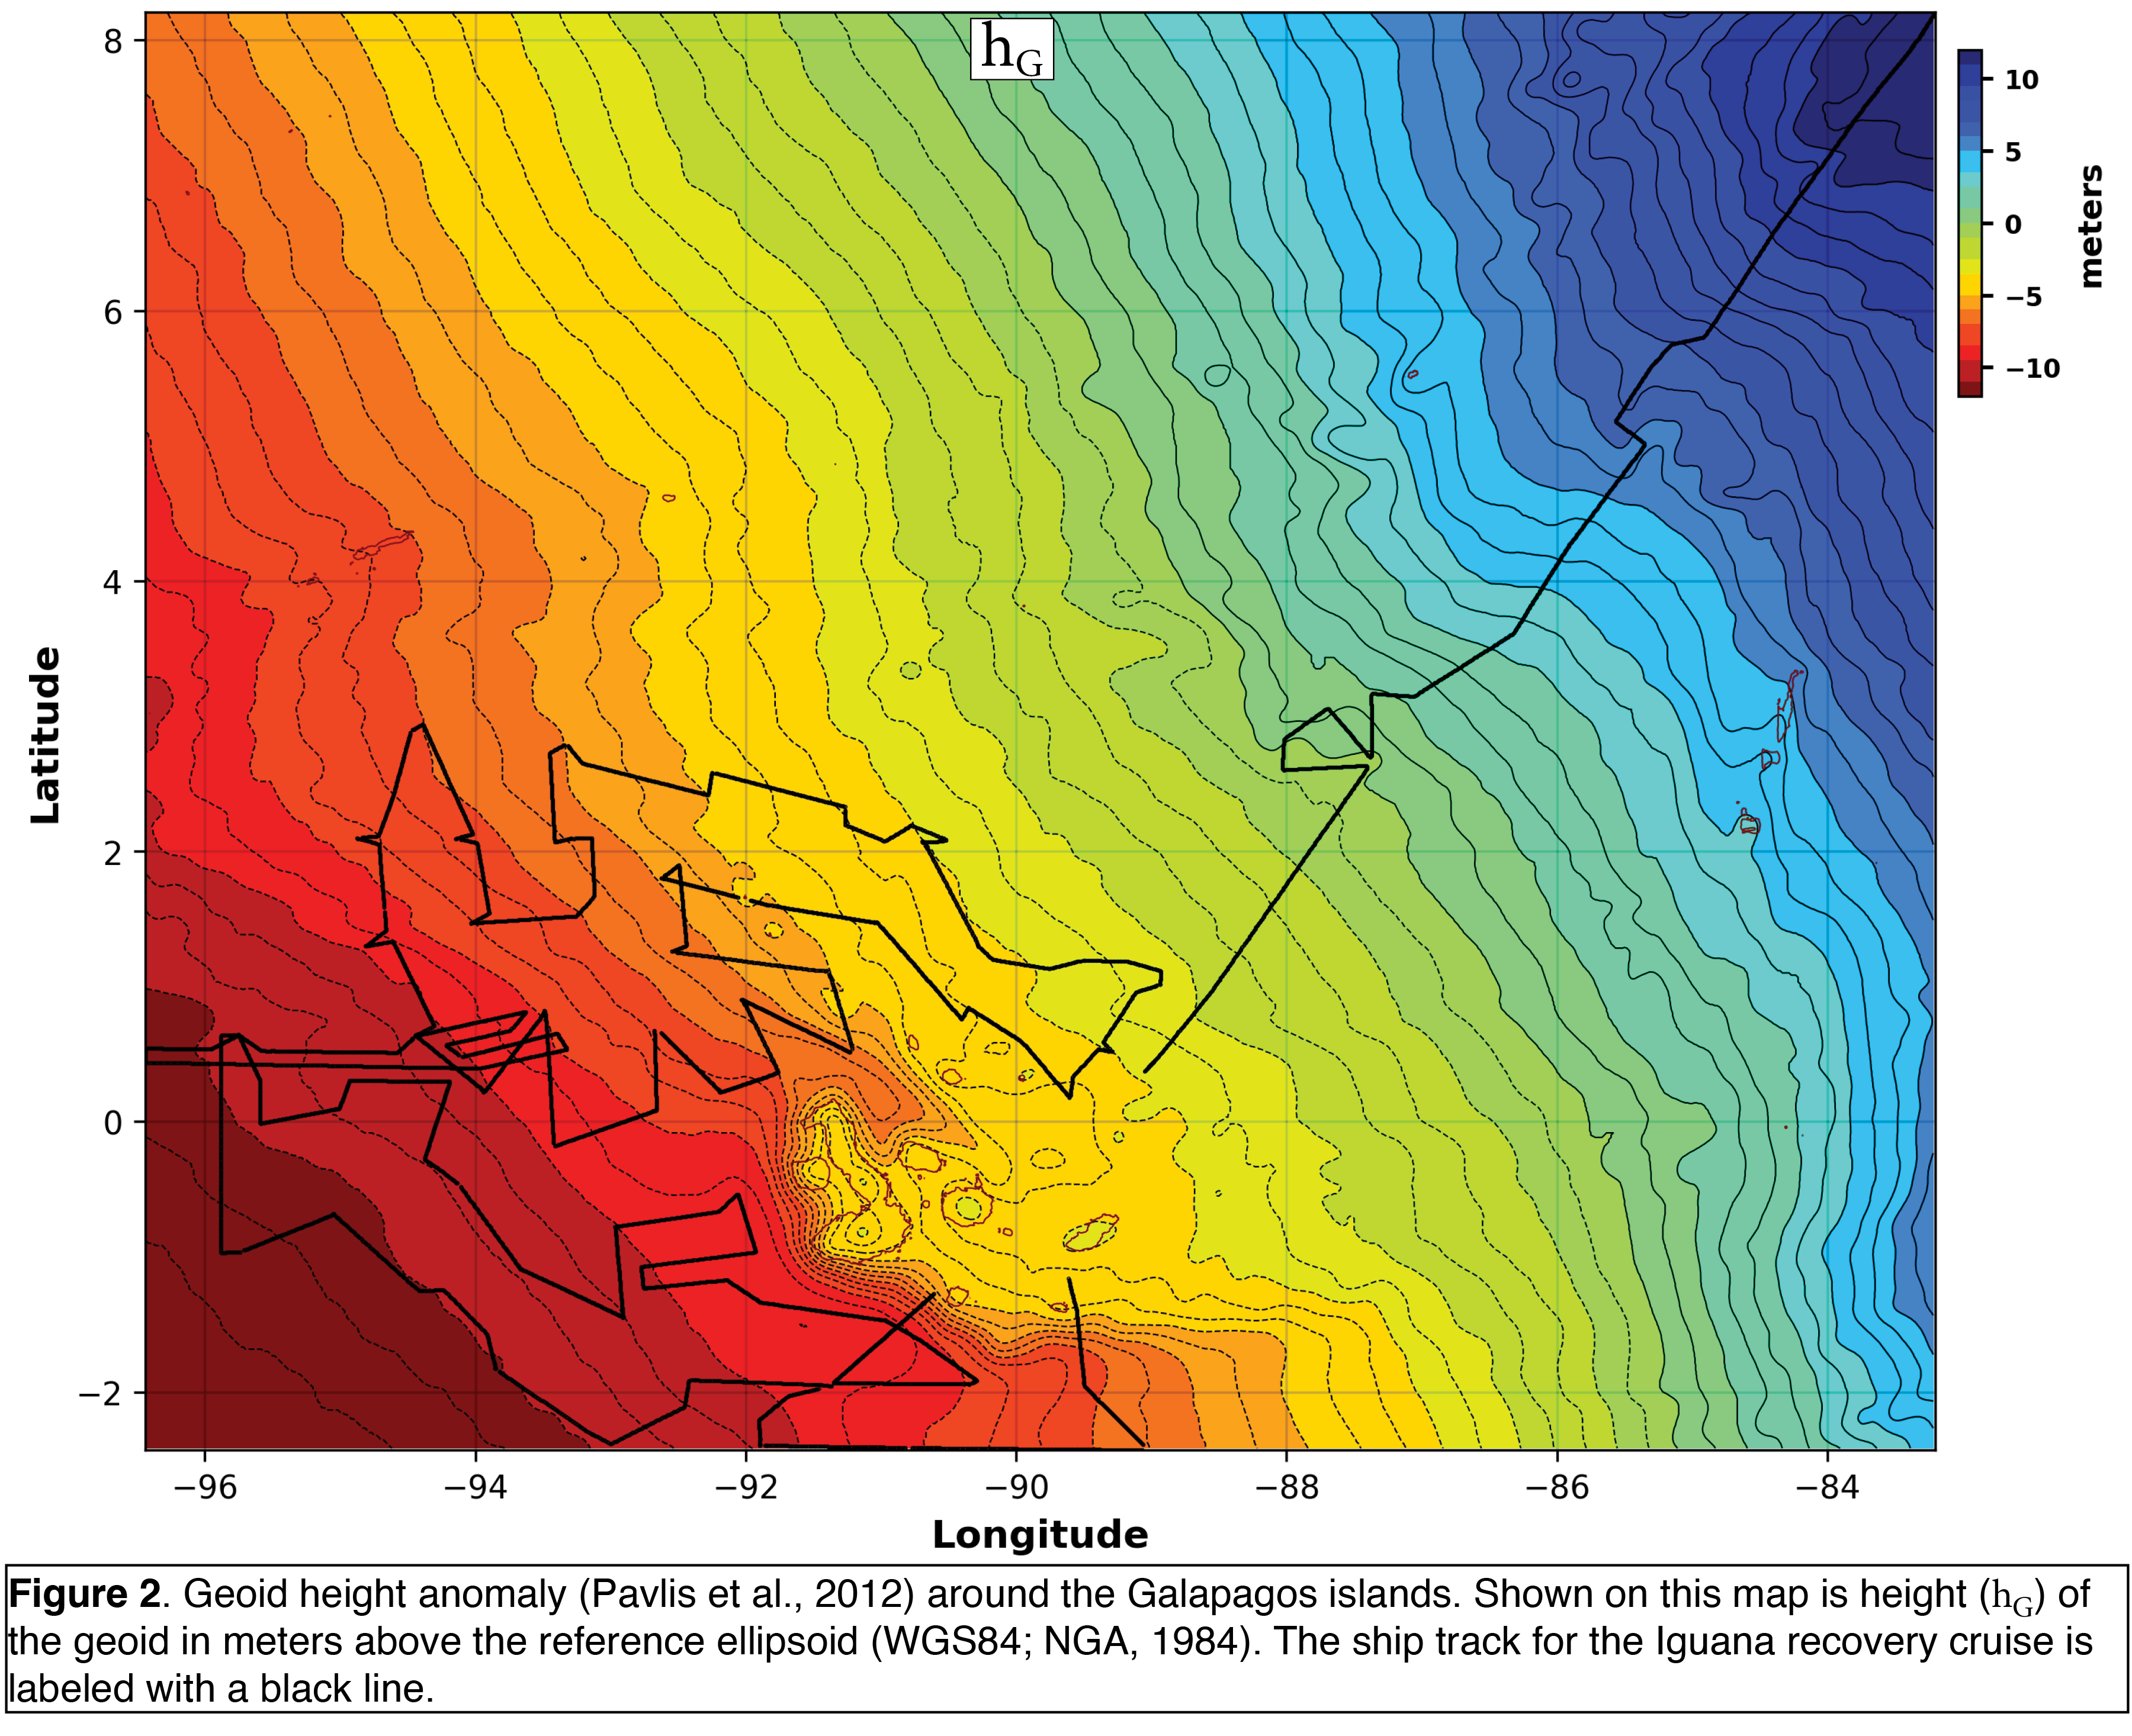 h_G
8
6
4
2
0
−2
Latitude
−96
−94
−92
−90
−88
−86
−84
Longitude
10
5
0
−5
−10
meters
Figure 2. Geoid height anomaly (Pavlis et al., 2012) around the Galapagos islands. Shown on this map is height (h_G) of
the geoid in meters above the reference ellipsoid (WGS84; NGA, 1984). The ship track for the Iguana recovery cruise is
labeled with a black line.